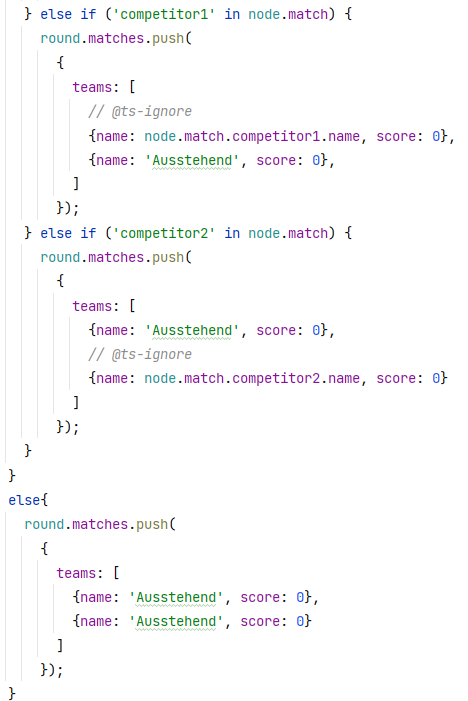 } else if ('competitor1' in node.match) {
round.matches.push(
{
teams: [
// @ts-ignore
{name: node.match.competitor1.name, score: 0},
{name: 'Ausstehend', score: 0},
]
});
} else if ('competitor2' in node.match) {
round.matches.push(
{
teams: [
{name: 'Ausstehend', score: 0},
// @ts-ignore
{name: node.match.competitor2.name, score: 0}
]
});
}
}
else{
round.matches.push(
{
teams: [
{name: 'Ausstehend', score: 0},
{name: 'Ausstehend', score: 0}
]
});
}